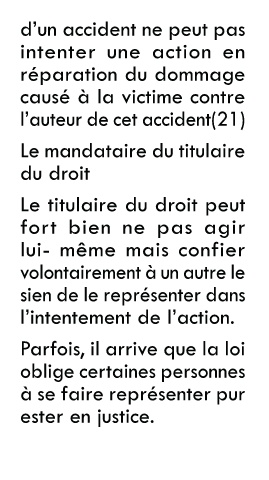 d'un accident ne peut pas
intenter une action en
réparation du dommage
causé à la victime contre
l'auteur de cet accident(21)
Le mandataire du titulaire
du droit
Le titulaire du droit peut
fort bien ne pas agir
lui- même mais confier
volontairement à un autre le
sien de le représenter dans
l'intentement de l'action.
Parfois, il arrive que la loi
oblige certaines personnes
à se faire représenter pur
ester en justice.